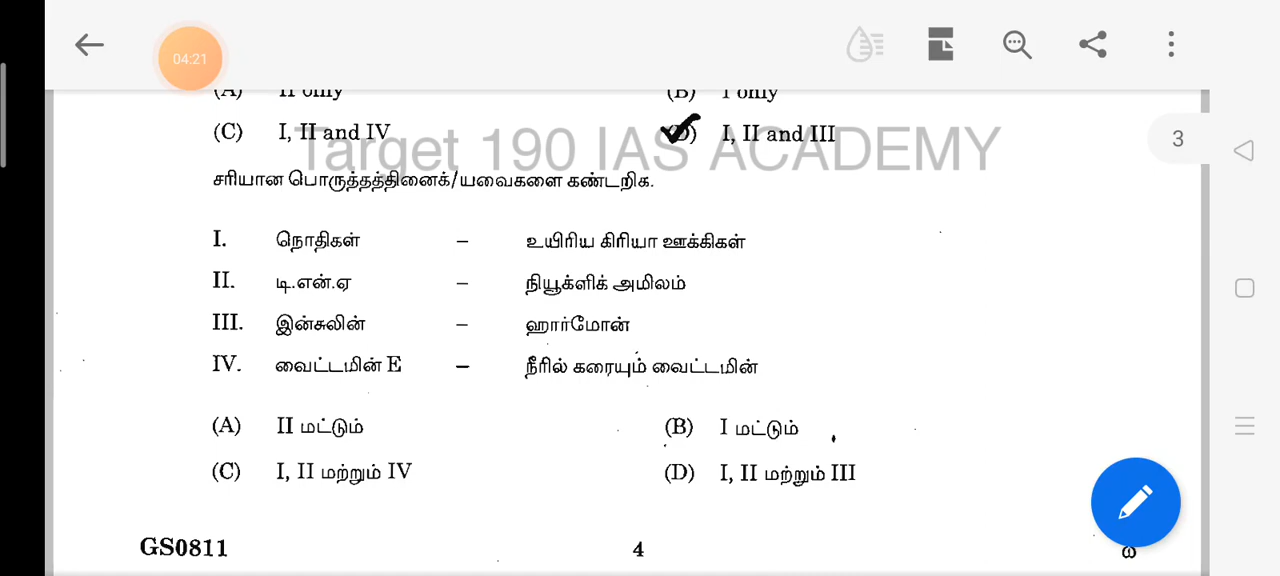 04:21
(A) II only (B) I only
(C) I, II and IV (D) I, II and III
Target 190 IAS ACADEMY
3
சரியான பொருத்தத்தினைக்/யவைகளை கண்டறிக.
I. நொதிகள் – உயிரிய கிரியா ஊக்கிகள்
II. டி.என்.ஏ – நியூக்ளிக் அமிலம்
III. இன்சுலின் – ஹார்மோன்
IV. வைட்டமின் E – நீரில் கரையும் வைட்டமின்
(A) II மட்டும் (B) I மட்டும்
(C) I, II மற்றும் IV (D) I, II மற்றும் III
GS0811 4 ω